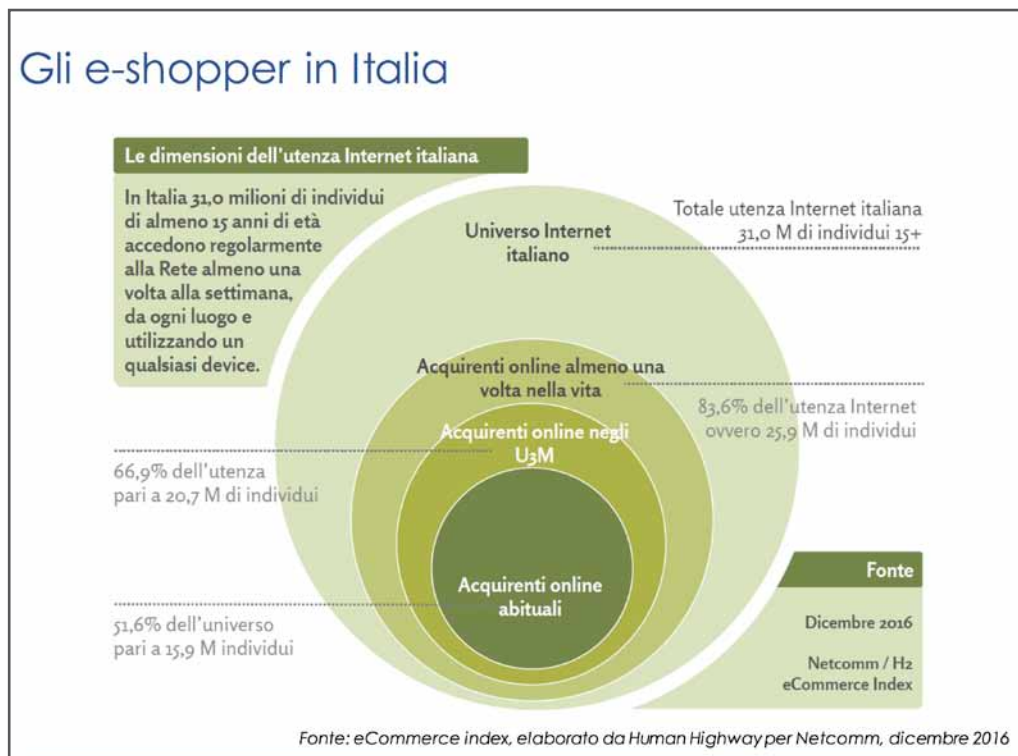 Gli e-shopper in Italia
Le dimensioni dell'utenza Internet italiana
In Italia 31,0 milioni di individui
di almeno 15 anni di età
accedono regolarmente
alla Rete almeno una
volta alla settimana,
da ogni luogo e
utilizzando un
qualsiasi device.
Universo Internet
italiano
Totale utenza Internet italiana
31,0 M di individui 15+
Acquirenti online almeno una
volta nella vita
83,6% dell'utenza Internet
ovvero 25,9 M di individui
Acquirenti online negli
U3M
66,9% dell'utenza
pari a 20,7 M di individui
Acquirenti online
abituali
51,6% dell'universo
pari a 15,9 M individui
Fonte
Dicembre 2016
Netcomm / H2
eCommerce Index
Fonte: eCommerce index, elaborato da Human Highway per Netcomm, dicembre 2016